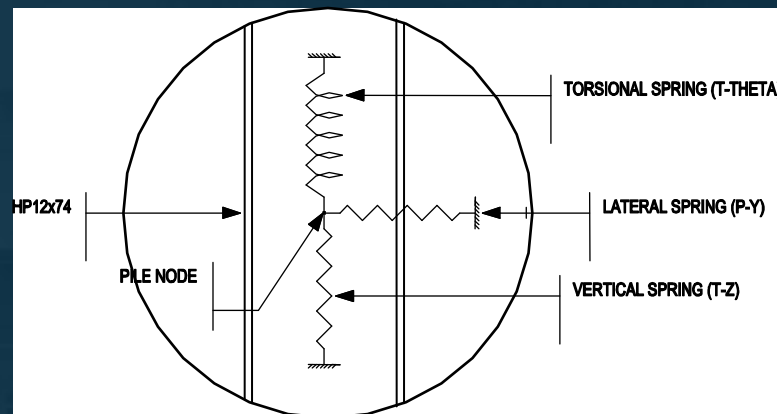 TORSIONAL SPRING (T-THETA
HP12x74
LATERAL SPRING (P-Y)
PILE NODE
VERTICAL SPRING (T-Z)